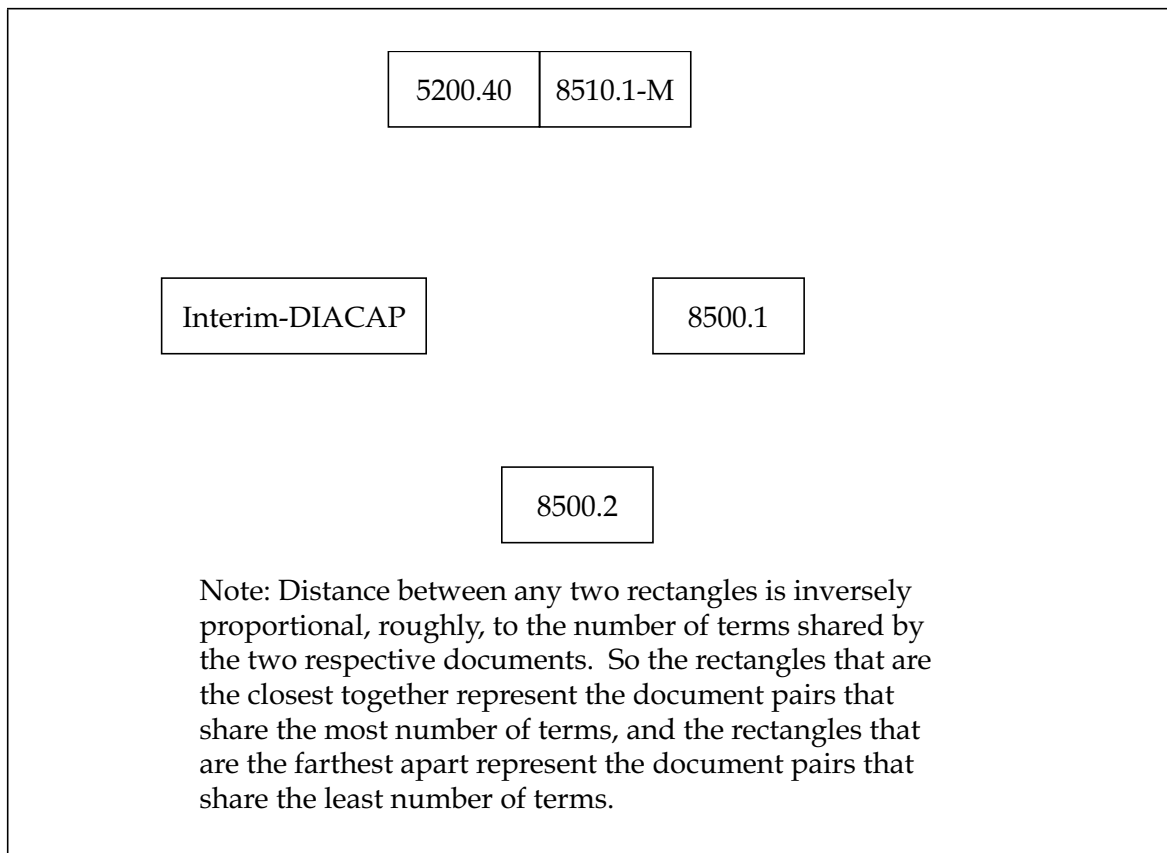 5200.40 8510.1-M
Interim-DIACAP 8500.1
8500.2
Note: Distance between any two rectangles is inversely
proportional, roughly, to the number of terms shared by
the two respective documents.  So the rectangles that are
the closest together represent the document pairs that
share the most number of terms, and the rectangles that
are the farthest apart represent the document pairs that
share the least number of terms.